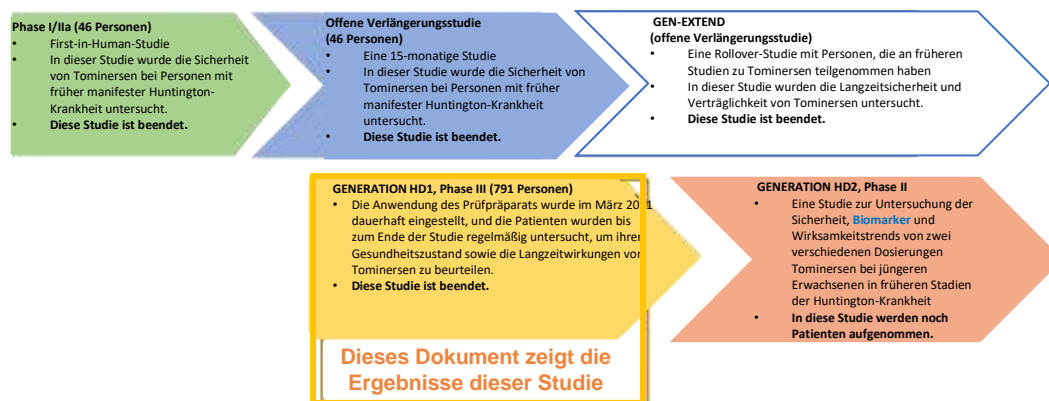 Phase I/IIa (46 Personen)
• First-in-Human-Studie
• In dieser Studie wurde die Sicherheit
von Tominersen bei Personen mit
früher manifester Huntington-
Krankheit untersucht.
• Diese Studie ist beendet.
Offene Verlängerungsstudie
(46 Personen)
• Eine 15-monatige Studie
• In dieser Studie wurde die Sicherheit von
Tominersen bei Personen mit früher
manifester Huntington-Krankheit
untersucht.
• Diese Studie ist beendet.
GEN-EXTEND
(offene Verlängerungsstudie)
• Eine Rollover-Studie mit Personen, die an früheren
Studien zu Tominersen teilgenommen haben
• In dieser Studie wurden die Langzeitsicherheit und
Verträglichkeit von Tominersen untersucht.
• Diese Studie ist beendet.
GENERATION HD1, Phase III (791 Personen)
• Die Anwendung des Prüfpräparats wurde im März 2021
dauerhaft eingestellt, und die Patienten wurden bis
zum Ende der Studie regelmäßig untersucht, um ihren
Gesundheitszustand sowie die Langzeitwirkungen von
Tominersen zu beurteilen.
• Diese Studie ist beendet.
Dieses Dokument zeigt die
Ergebnisse dieser Studie
GENERATION HD2, Phase II
• Eine Studie zur Untersuchung der
Sicherheit, Biomarker und
Wirksamkeitstrends von zwei
verschiedenen Dosierungen
Tominersen bei jüngeren
Erwachsenen in früheren Stadien
der Huntington-Krankheit
• In diese Studie werden noch
Patienten aufgenommen.